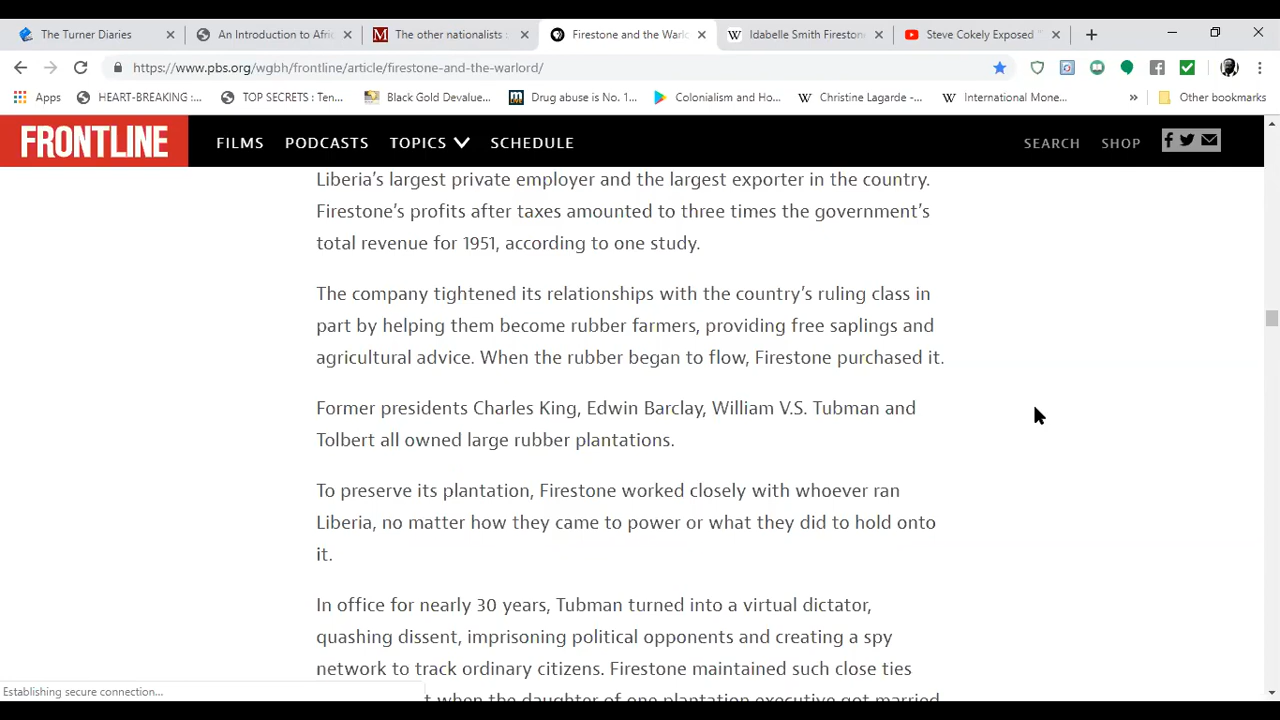 The Turner Diaries
An Introduction to Afri
The other nationalists
Firestone and the Warlo
Idabelle Smith Fireston
Steve Cokely Exposed
https://www.pbs.org/wgbh/frontline/article/firestone-and-the-warlord/
Apps
HEART-BREAKING :...
TOP SECRETS : Ten...
Black Gold Devalue...
Drug abuse is No. 1...
Colonialism and Ho...
Christine Lagarde -...
International Mone...
Other bookmarks
FRONTLINE
FILMS
PODCASTS
TOPICS
SCHEDULE
SEARCH
SHOP
Liberia's largest private employer and the largest exporter in the country.
Firestone's profits after taxes amounted to three times the government's
total revenue for 1951, according to one study.
The company tightened its relationships with the country's ruling class in
part by helping them become rubber farmers, providing free saplings and
agricultural advice. When the rubber began to flow, Firestone purchased it.
Former presidents Charles King, Edwin Barclay, William V.S. Tubman and
Tolbert all owned large rubber plantations.
To preserve its plantation, Firestone worked closely with whoever ran
Liberia, no matter how they came to power or what they did to hold onto
it.
In office for nearly 30 years, Tubman turned into a virtual dictator,
quashing dissent, imprisoning political opponents and creating a spy
network to track ordinary citizens. Firestone maintained such close ties
when the daughter of one plantation executive got married
Establishing secure connection...